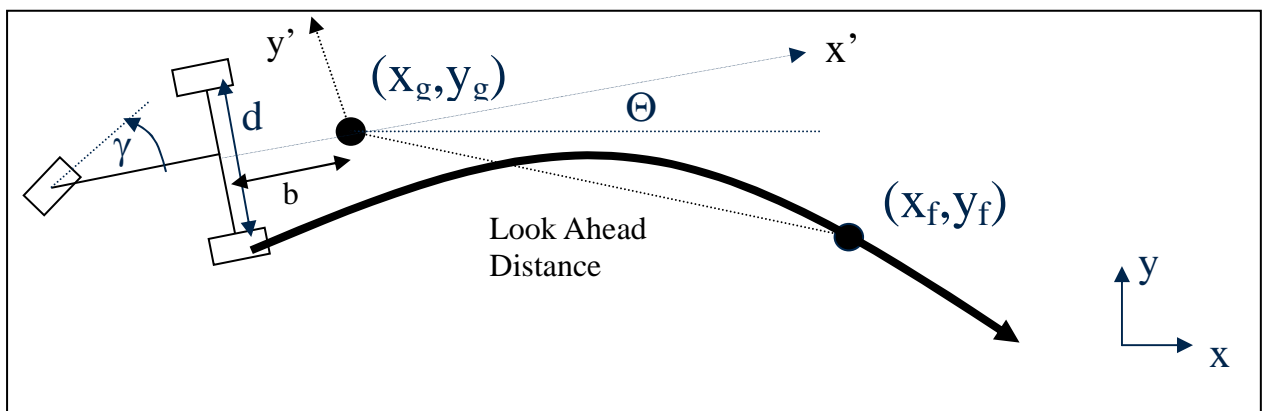 y’
x’
(xg,yg)
Θ
d
γ
b
(xf,yf)
Look Ahead
Distance
y
x